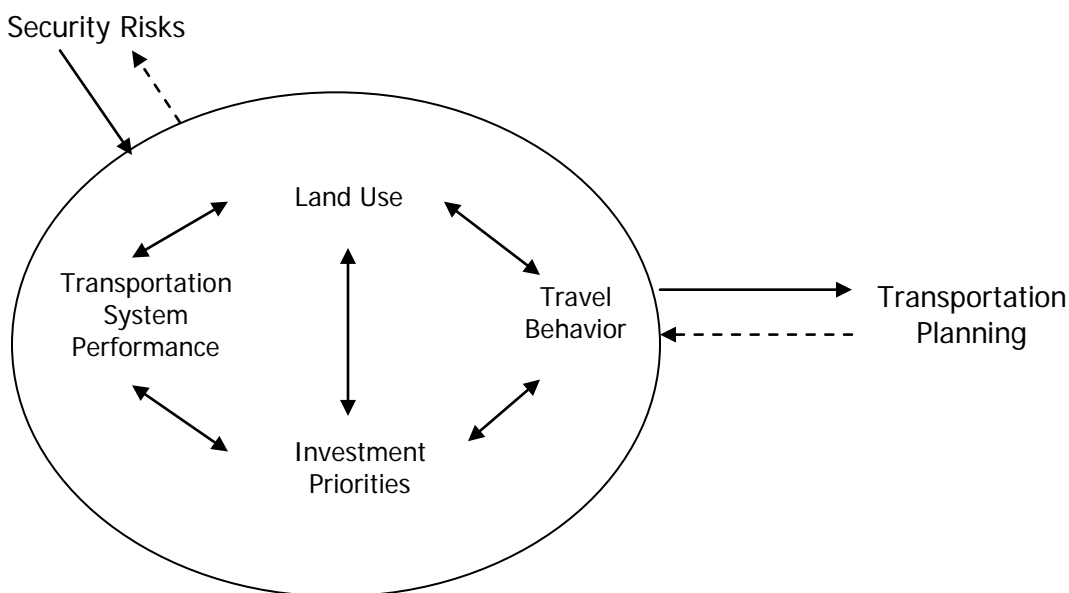 Security Risks
Land Use
Transportation
System
Performance
Travel
Behavior
Transportation
Planning
Investment
Priorities